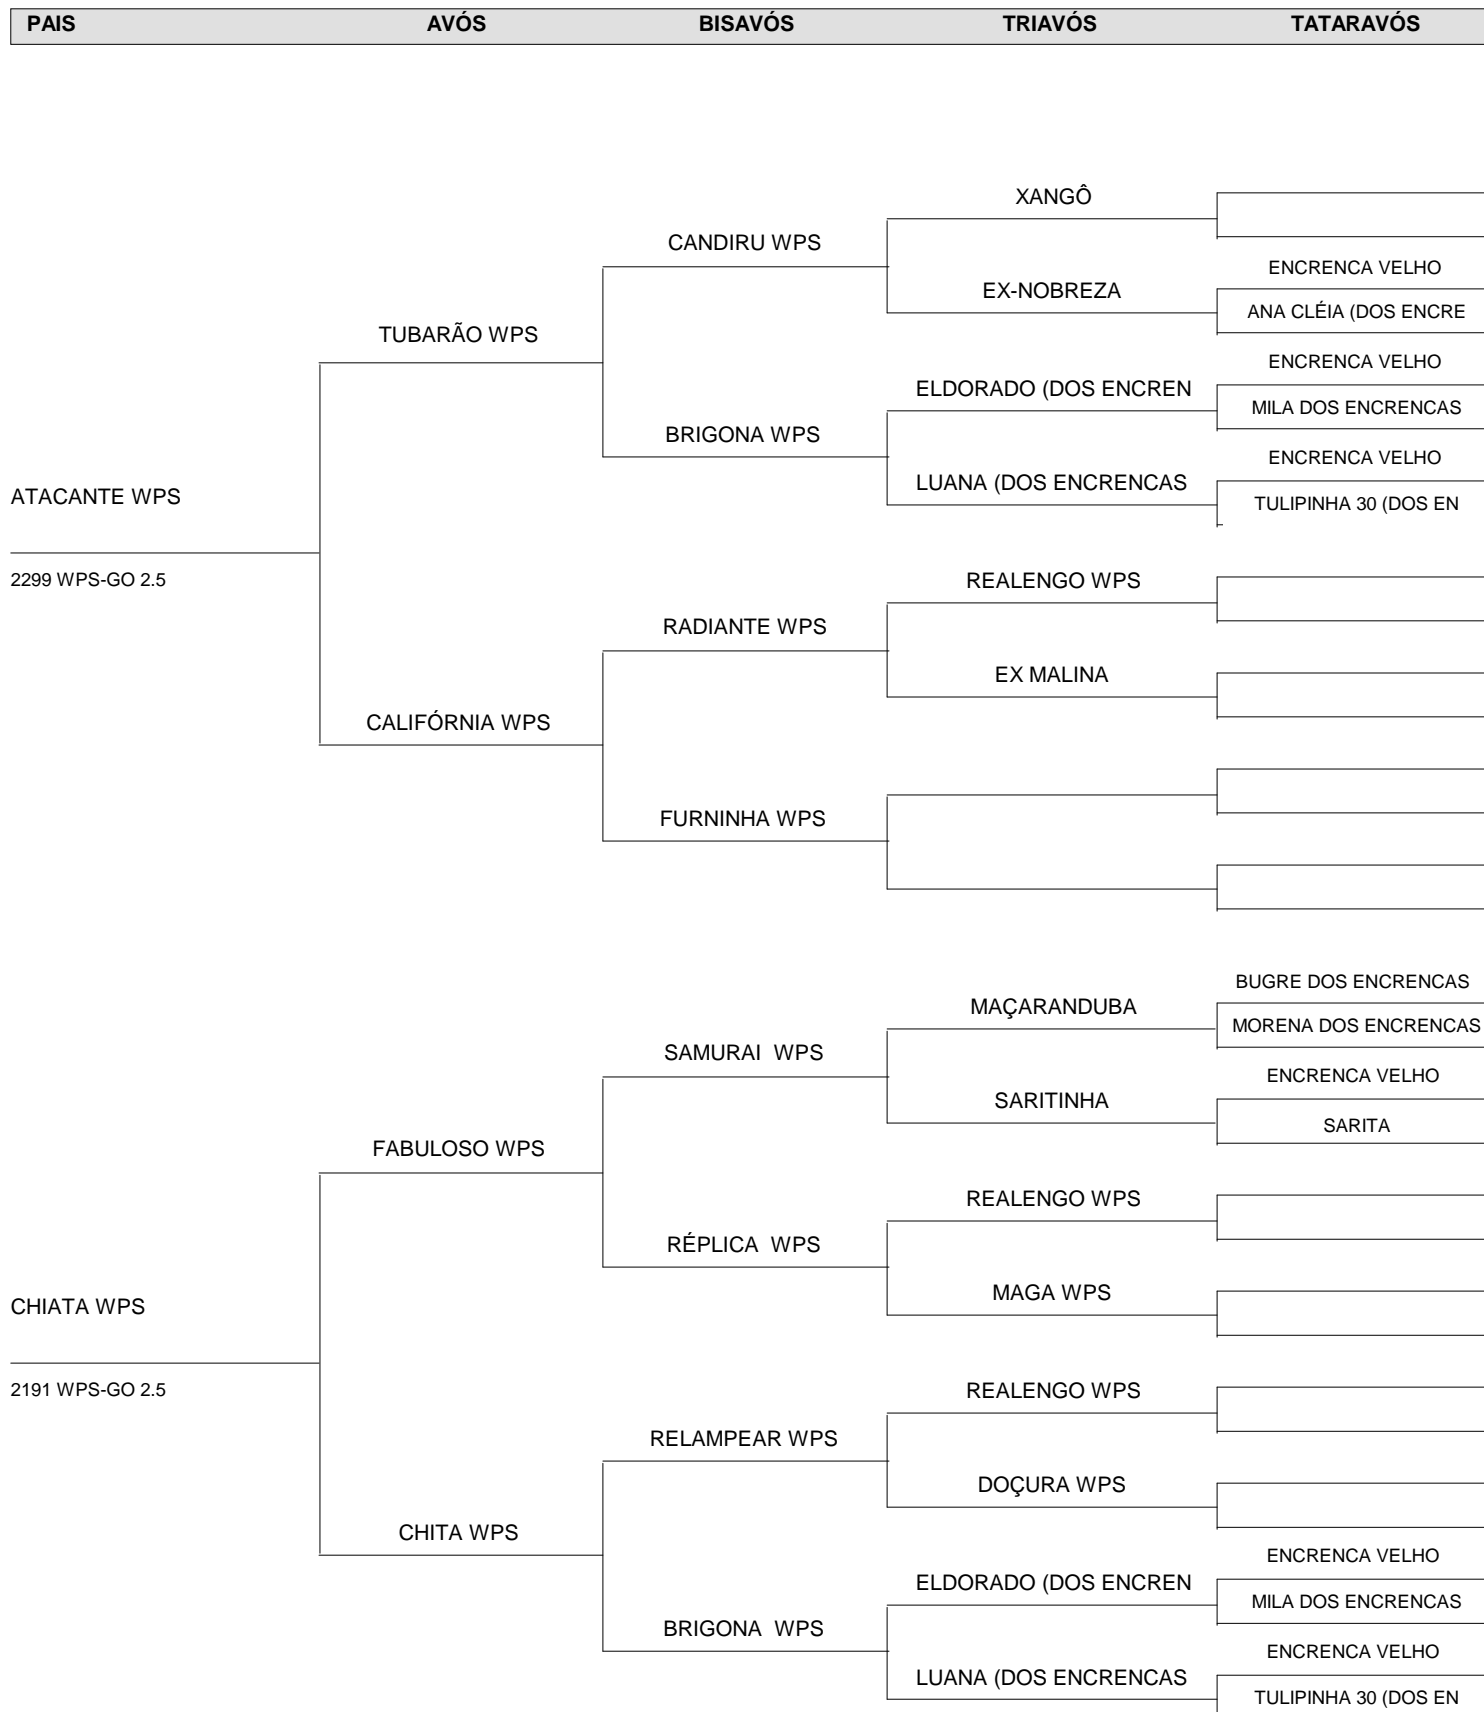 PAIS AVÓS BISAVÓS TRIAVÓS TATARAVÓS
XANGÔ
CANDIRU WPS
ENCRENCA VELHO
EX-NOBREZA
ANA CLÉIA (DOS ENCRE
TUBARÃO WPS
ENCRENCA VELHO
ELDORADO (DOS ENCREN
MILA DOS ENCRENCAS
BRIGONA WPS
ENCRENCA VELHO
LUANA (DOS ENCRENCAS
ATACANTE WPS
TULIPINHA 30 (DOS EN
2299 WPS-GO 2.5
REALENGO WPS
RADIANTE WPS
EX MALINA
CALIFÓRNIA WPS
FURNINHA WPS
BUGRE DOS ENCRENCAS
MAÇARANDUBA
MORENA DOS ENCRENCAS
SAMURAI WPS
ENCRENCA VELHO
SARITINHA
SARITA
FABULOSO WPS
REALENGO WPS
RÉPLICA WPS
MAGA WPS
CHIATA WPS
2191 WPS-GO 2.5
REALENGO WPS
RELAMPEAR WPS
DOÇURA WPS
CHITA WPS
ENCRENCA VELHO
ELDORADO (DOS ENCREN
MILA DOS ENCRENCAS
BRIGONA WPS
ENCRENCA VELHO
LUANA (DOS ENCRENCAS
TULIPINHA 30 (DOS EN